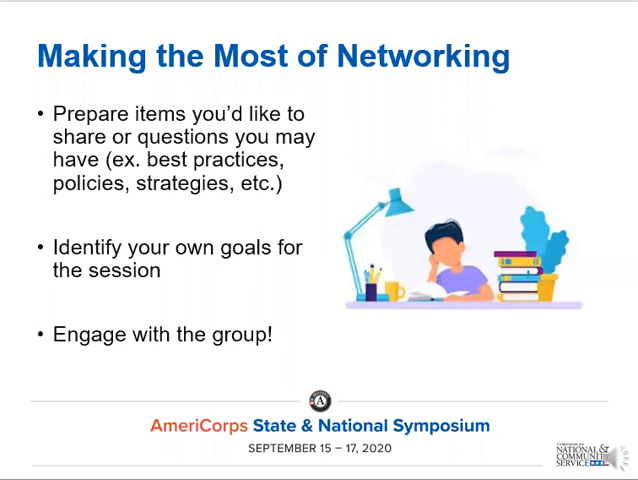 Making the Most of Networking
• Prepare items you’d like to
share or questions you may
have (ex. best practices,
policies, strategies, etc.)
• Identify your own goals for
the session
• Engage with the group!
A
AmeriCorps State & National Symposium
SEPTEMBER 15 – 17, 2020
NATIONAL &
COMMUNITY
SERVICE